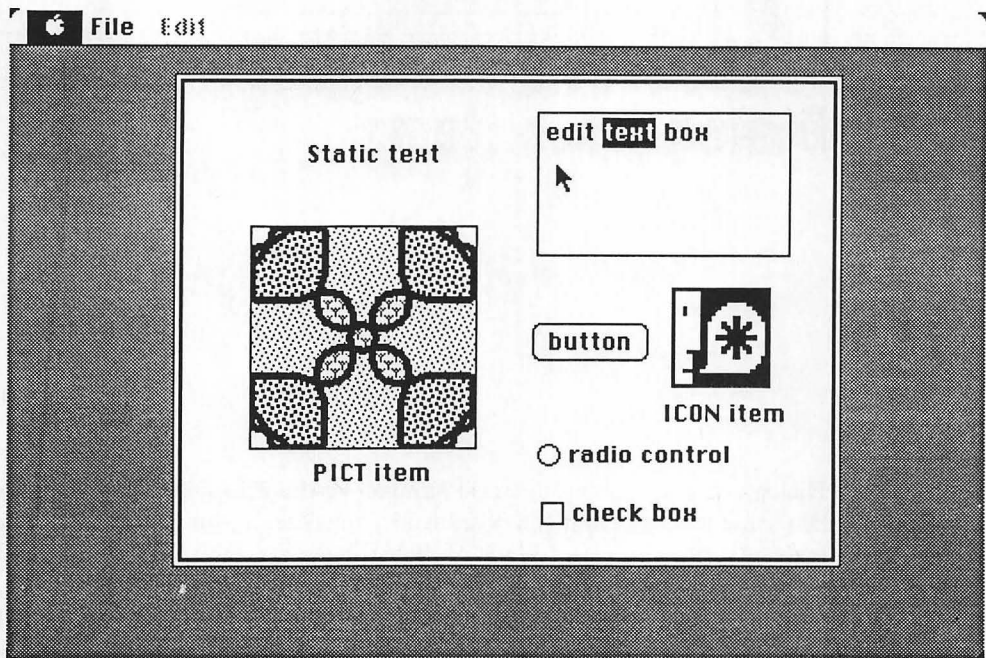 File Edit
Static text
edit text box
button
ICON item
PICT item
radio control
check box